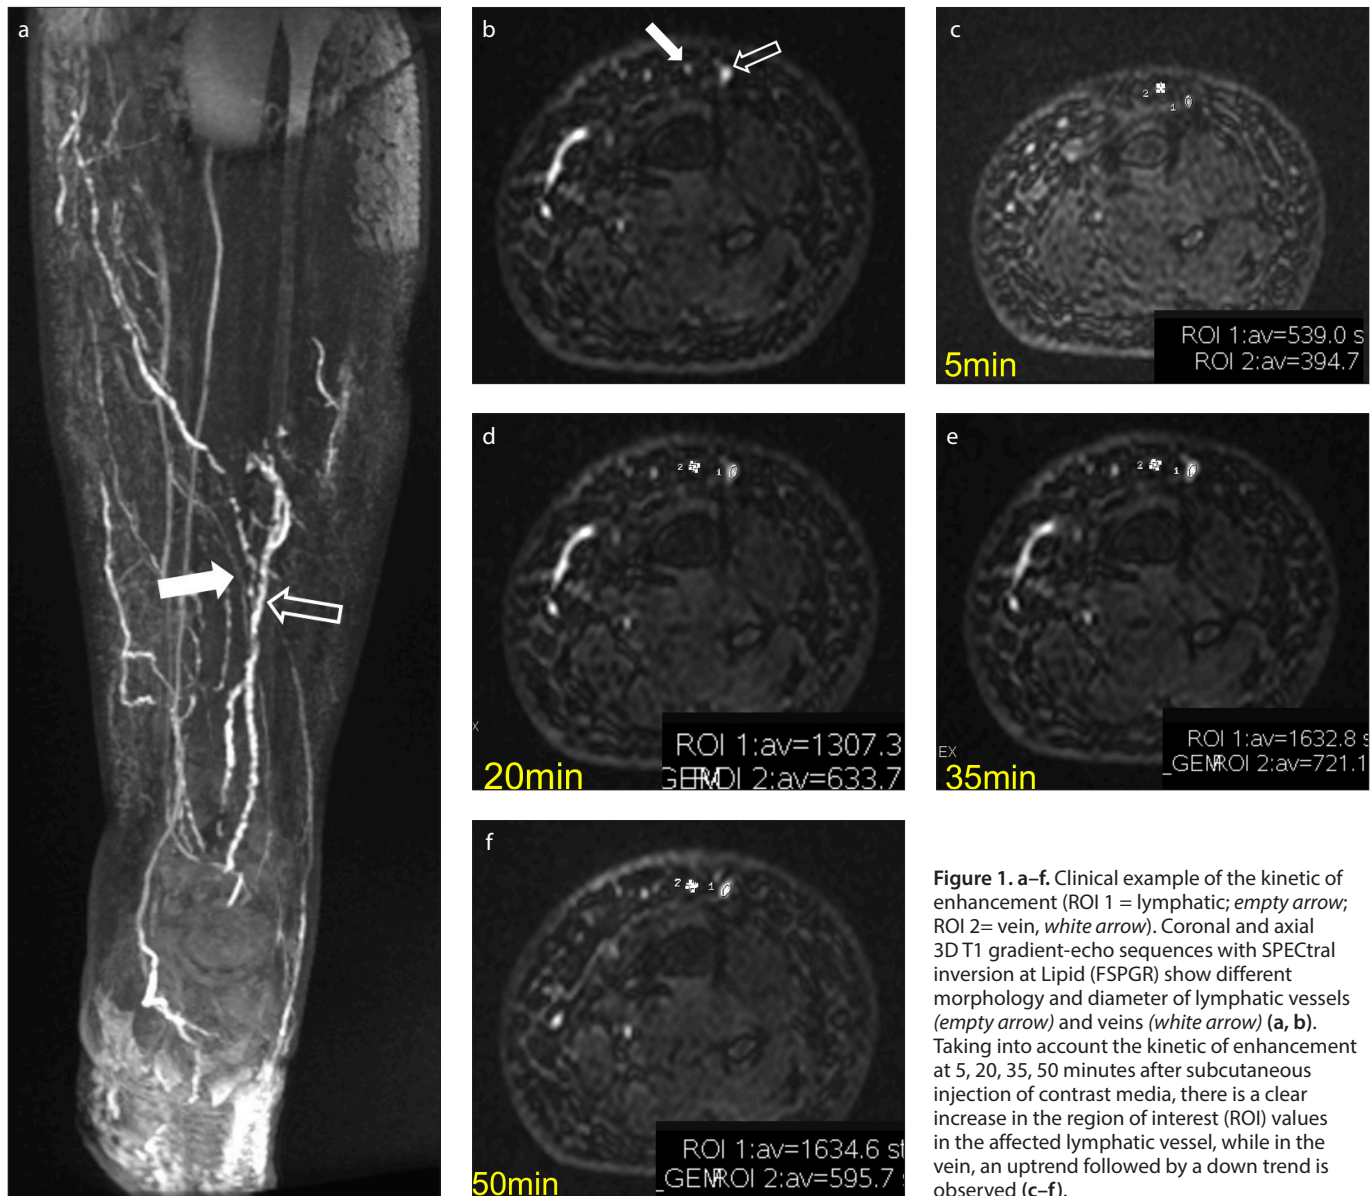 a
b
c
2
1
5min
ROI 1:av=539.0 s
ROI 2:av=394.7
d
2 1
X
20min
ROI 1:av=1307.3
ROI 2:av=633.7
e
2 1
EX
35min
ROI 1:av=1632.8 s
_GEM ROI 2:av=721.1
f
2 1
50min
ROI 1:av=1634.6 st
_GEM ROI 2:av=595.7 s
Figure 1. a–f. Clinical example of the kinetic of
enhancement (ROI 1 = lymphatic; empty arrow;
ROI 2= vein, white arrow). Coronal and axial
3D T1 gradient-echo sequences with SPECtral
inversion at Lipid (FSPGR) show different
morphology and diameter of lymphatic vessels
(empty arrow) and veins (white arrow) (a, b).
Taking into account the kinetic of enhancement
at 5, 20, 35, 50 minutes after subcutaneous
injection of contrast media, there is a clear
increase in the region of interest (ROI) values
in the affected lymphatic vessel, while in the
vein, an uptrend followed by a down trend is
observed (c–f).